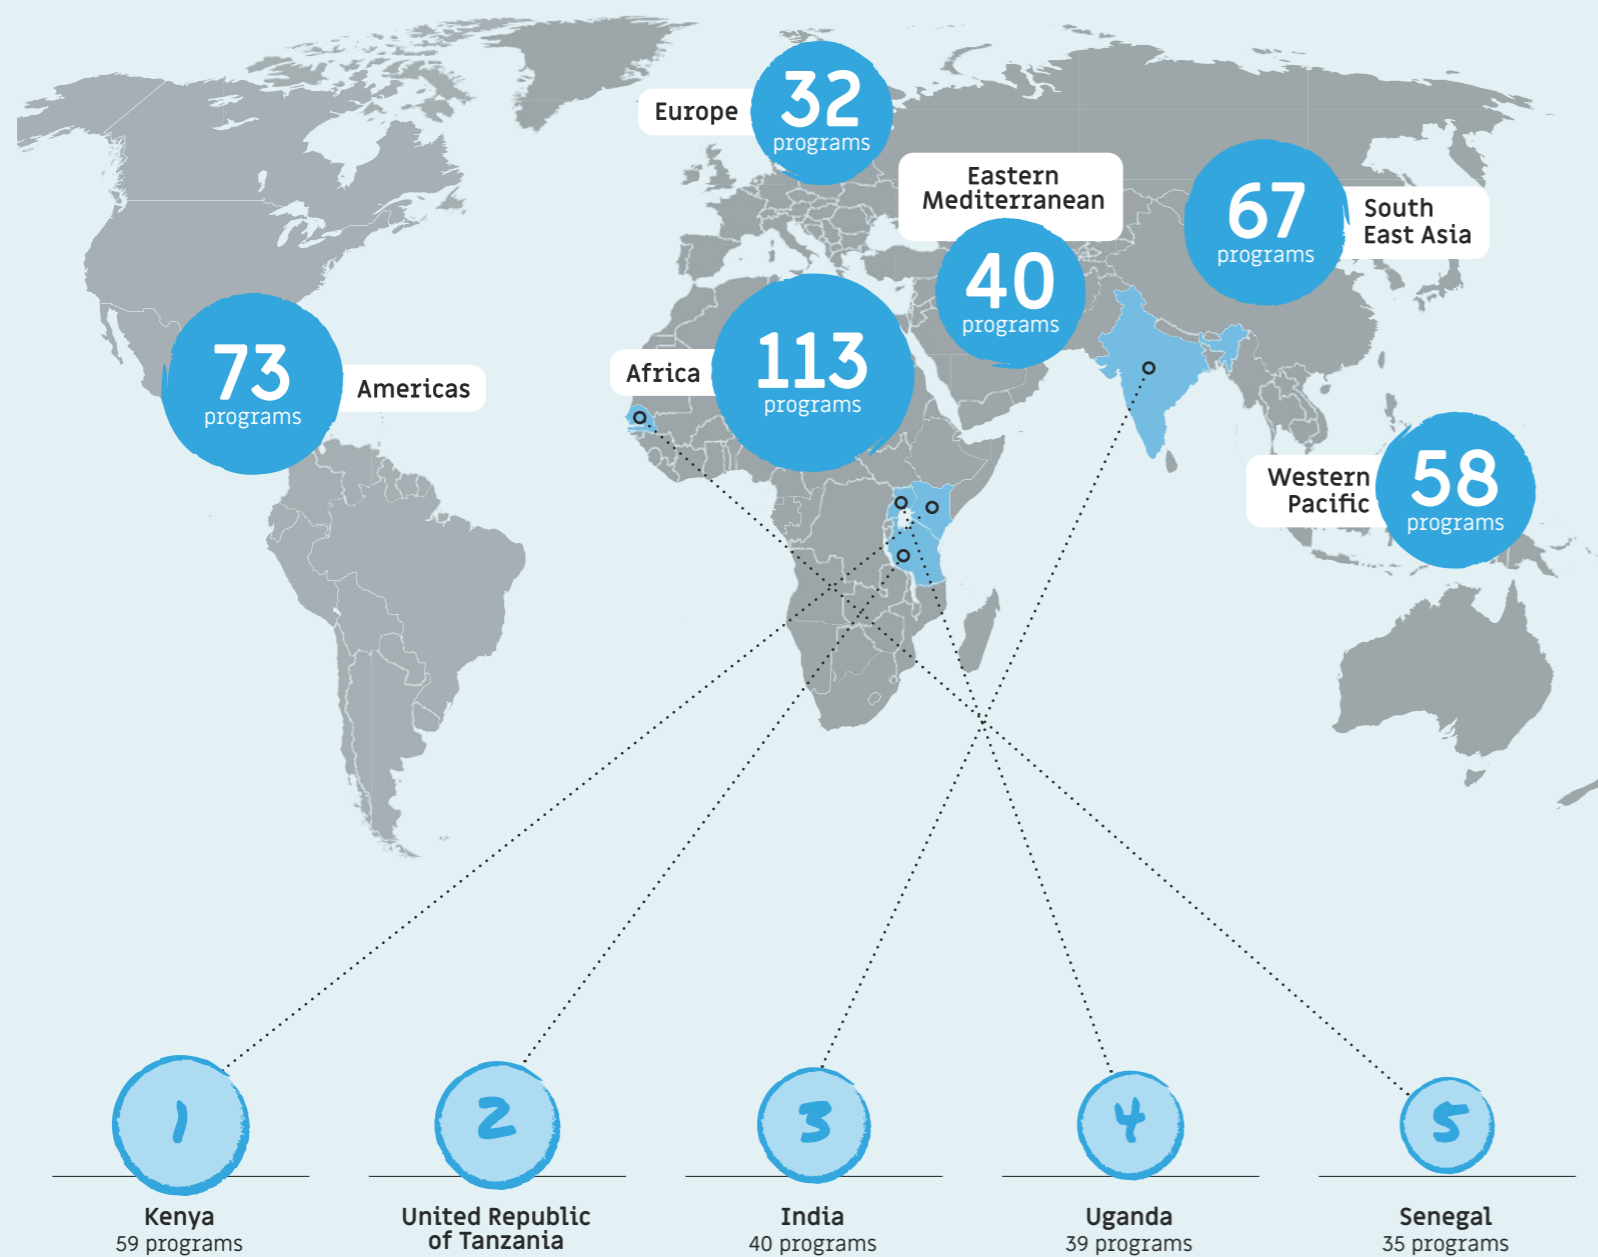 32
programs
Europe
Eastern
Mediterranean
40
programs
67
programs
South
East Asia
73
programs
Americas
Africa
113
programs
Western
Pacific
58
programs
1
2
3
4
5
Kenya
59 programs
United Republic
of Tanzania
India
40 programs
Uganda
39 programs
Senegal
35 programs